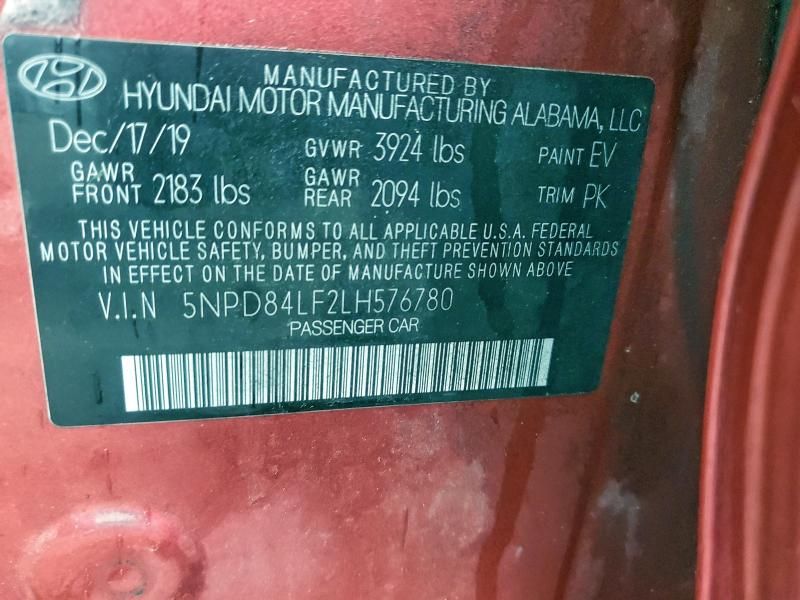 MANUFACTURED BY
HYUNDAI MOTOR MANUFACTURING ALABAMA, LLC
Dec/17/19 GVWR 3924 lbs PAINT EV
GAWR FRONT 2183 lbs GAWR REAR 2094 lbs TRIM PK
THIS VEHICLE CONFORMS TO ALL APPLICABLE U.S.A. FEDERAL
MOTOR VEHICLE SAFETY, BUMPER, AND THEFT PREVENTION STANDARDS
IN EFFECT ON THE DATE OF MANUFACTURE SHOWN ABOVE
V.I.N 5NPD84LF2LH576780
PASSENGER CAR